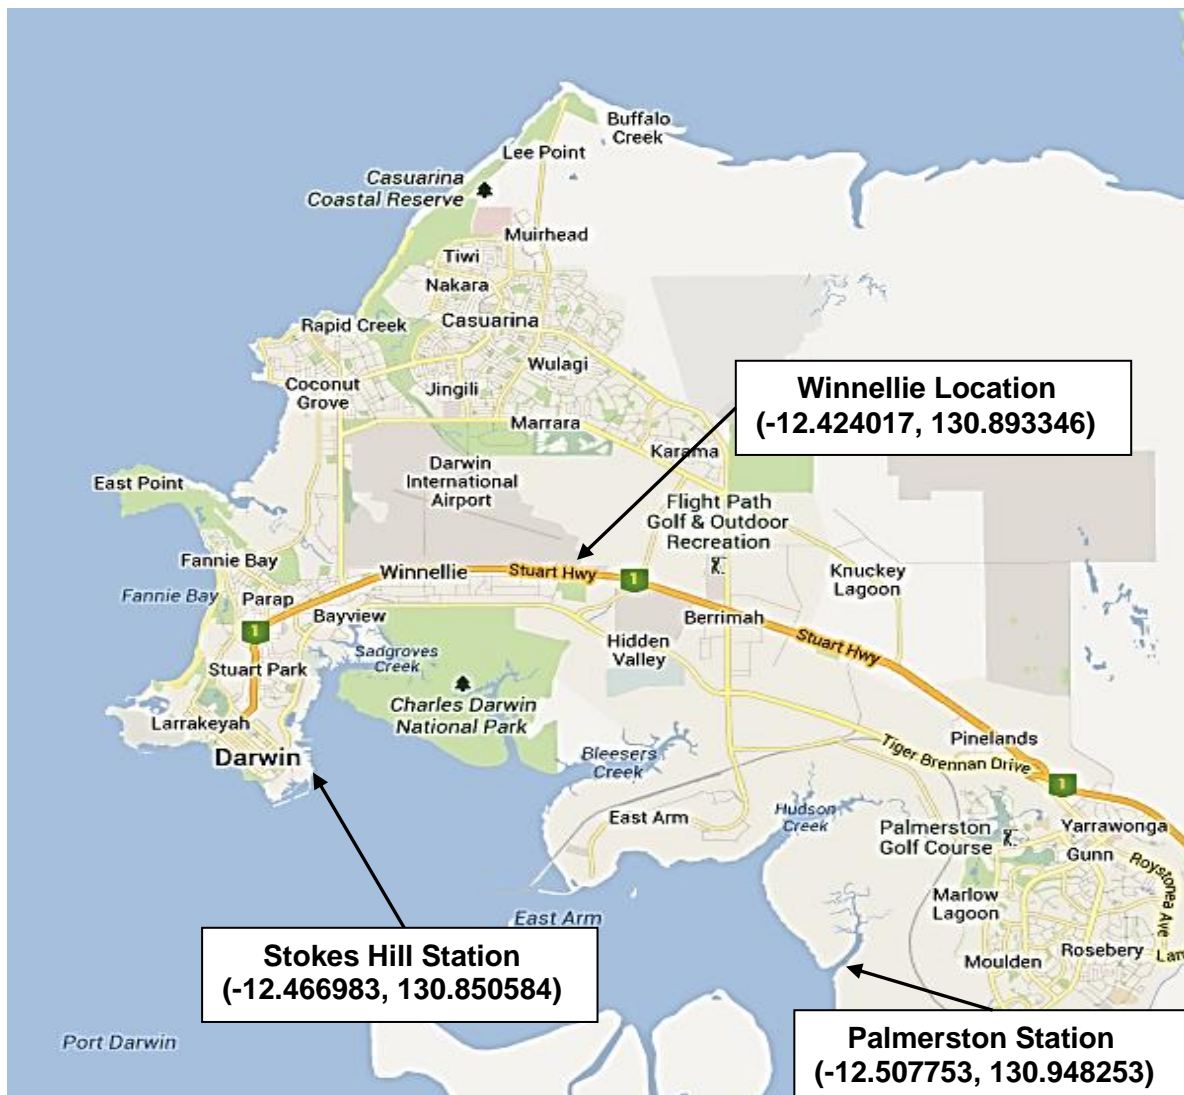 Buffalo
Creek
Lee Point
Casuarina
Coastal Reserve
Muirhead
Tiwi
Nakara
Casuarina
Rapid Creek
Wulagi
Coconut
Grove
Jingili
Winnellie Location
(-12.424017, 130.893346)
Marrara
Karama
Darwin
International
Airport
East Point
Flight Path
Golf & Outdoor
Recreation
Fannie Bay
Winnellie
Stuart Hwy
1
Knuckey
Lagoon
Fannie Bay
Parap
Bayview
Berrimah
1
Hidden
Valley
Stuart Hwy
Sadgroves
Creek
Stuart Park
Charles Darwin
National Park
Larrakeyah
Darwin
Pinelands
Bleesers
Creek
Tiger Brennan Drive
1
Hudson
Creek
East Arm
Palmerston
Golf Course
Yarrawonga
Gunn
Roystonea Ave
Marlow
Lagoon
East Arm
Rosebery
Lan
Moulden
Stokes Hill Station
(-12.466983, 130.850584)
Port Darwin
Palmerston Station
(-12.507753, 130.948253)